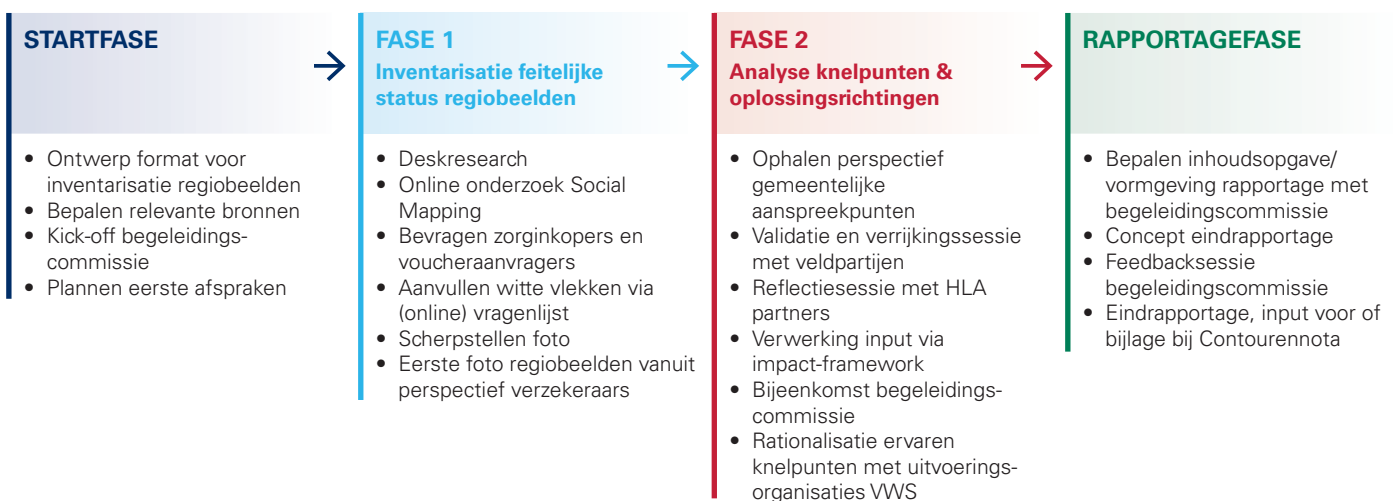 STARTFASE
• Ontwerp format voor
inventarisatie regiobeelden
• Bepalen relevante bronnen
• Kick-off begeleidings-
commissie
• Plannen eerste afspraken
FASE 1
Inventarisatie feitelijke
status regiobeelden
• Deskresearch
• Online onderzoek Social
Mapping
• Bevragen zorginkopers en
voucheraanvragers
• Aanvullen witte vlekken via
(online) vragenlijst
• Scherpstellen foto
• Eerste foto regiobeelden vanuit
perspectief verzekeraars
FASE 2
Analyse knelpunten &
oplossingsrichtingen
• Ophalen perspectief
gemeentelijke
aanspreekpunten
• Validatie en verrijkingssessie
met veldpartijen
• Reflectiesessie met HLA
partners
• Verwerking input via
impact-framework
• Bijeenkomst begeleidings-
commissie
• Rationalisatie ervaren
knelpunten met uitvoerings-
organisaties VWS
RAPPORTAGEFASE
• Bepalen inhoudsopgave/
vormgeving rapportage met
begeleidingscommissie
• Concept eindrapportage
• Feedbacksessie
begeleidingscommissie
• Eindrapportage, input voor of
bijlage bij Contourennota